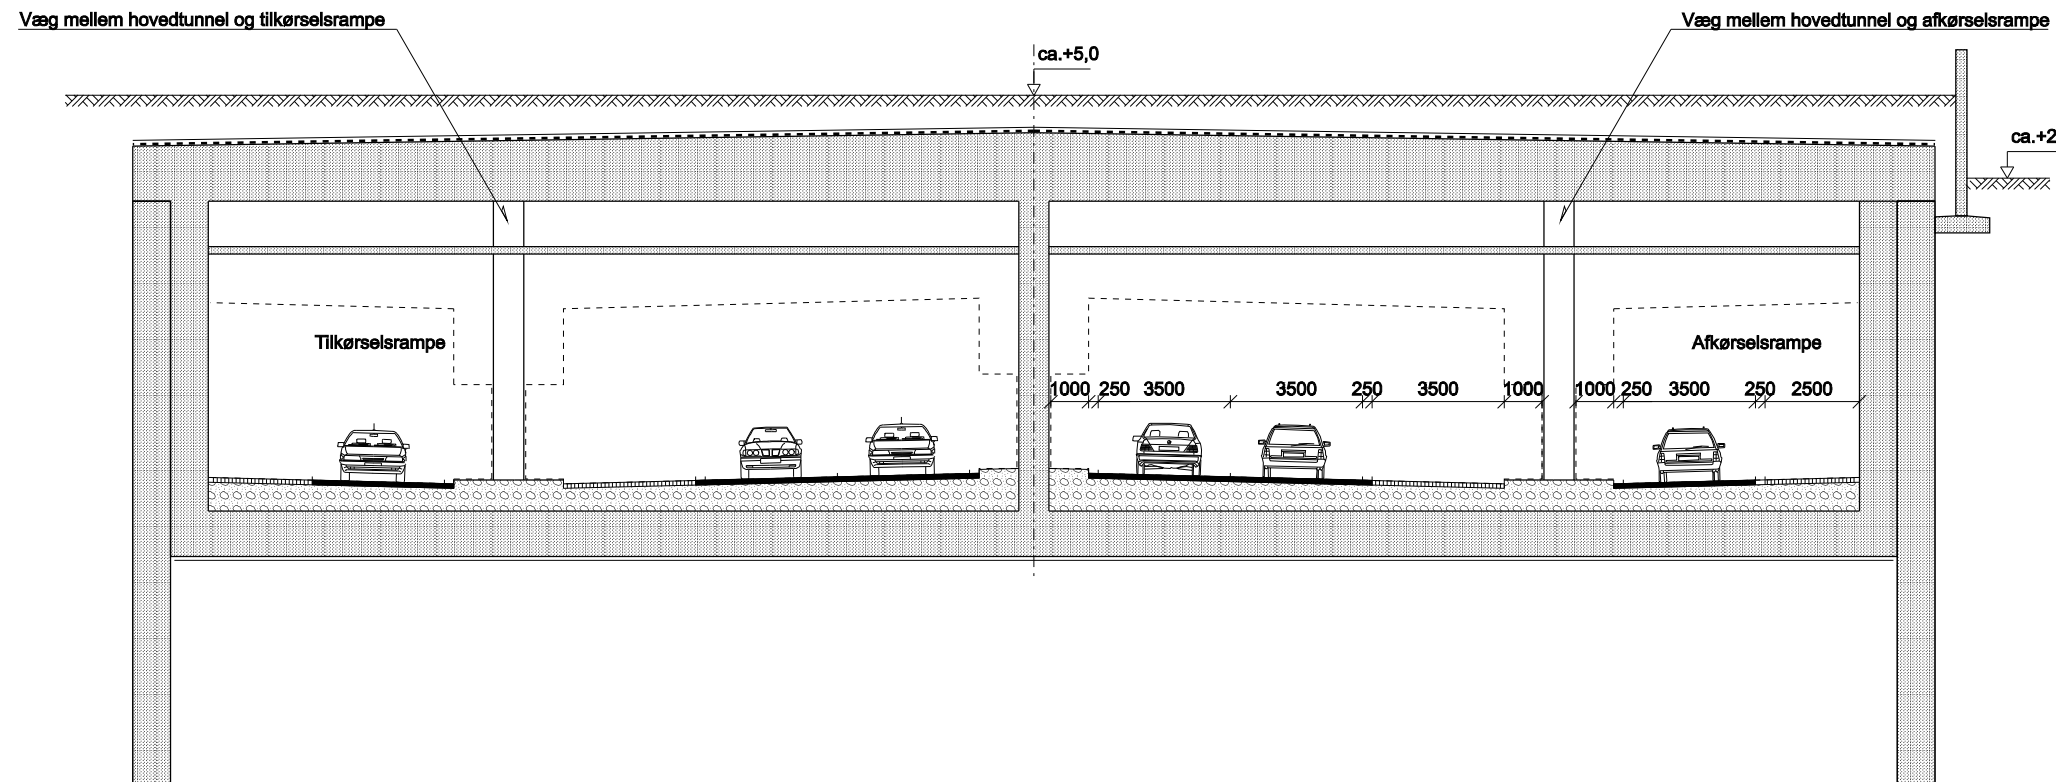 Væg mellem hovedtunnel og tilkørselsrampe
Væg mellem hovedtunnel og afkørselsrampe
ca.+5,0
ca.+2
Tilkørselsrampe
Afkørselsrampe
1000 250 3500 3500 250 3500 1000 1000 250 3500 250 2500